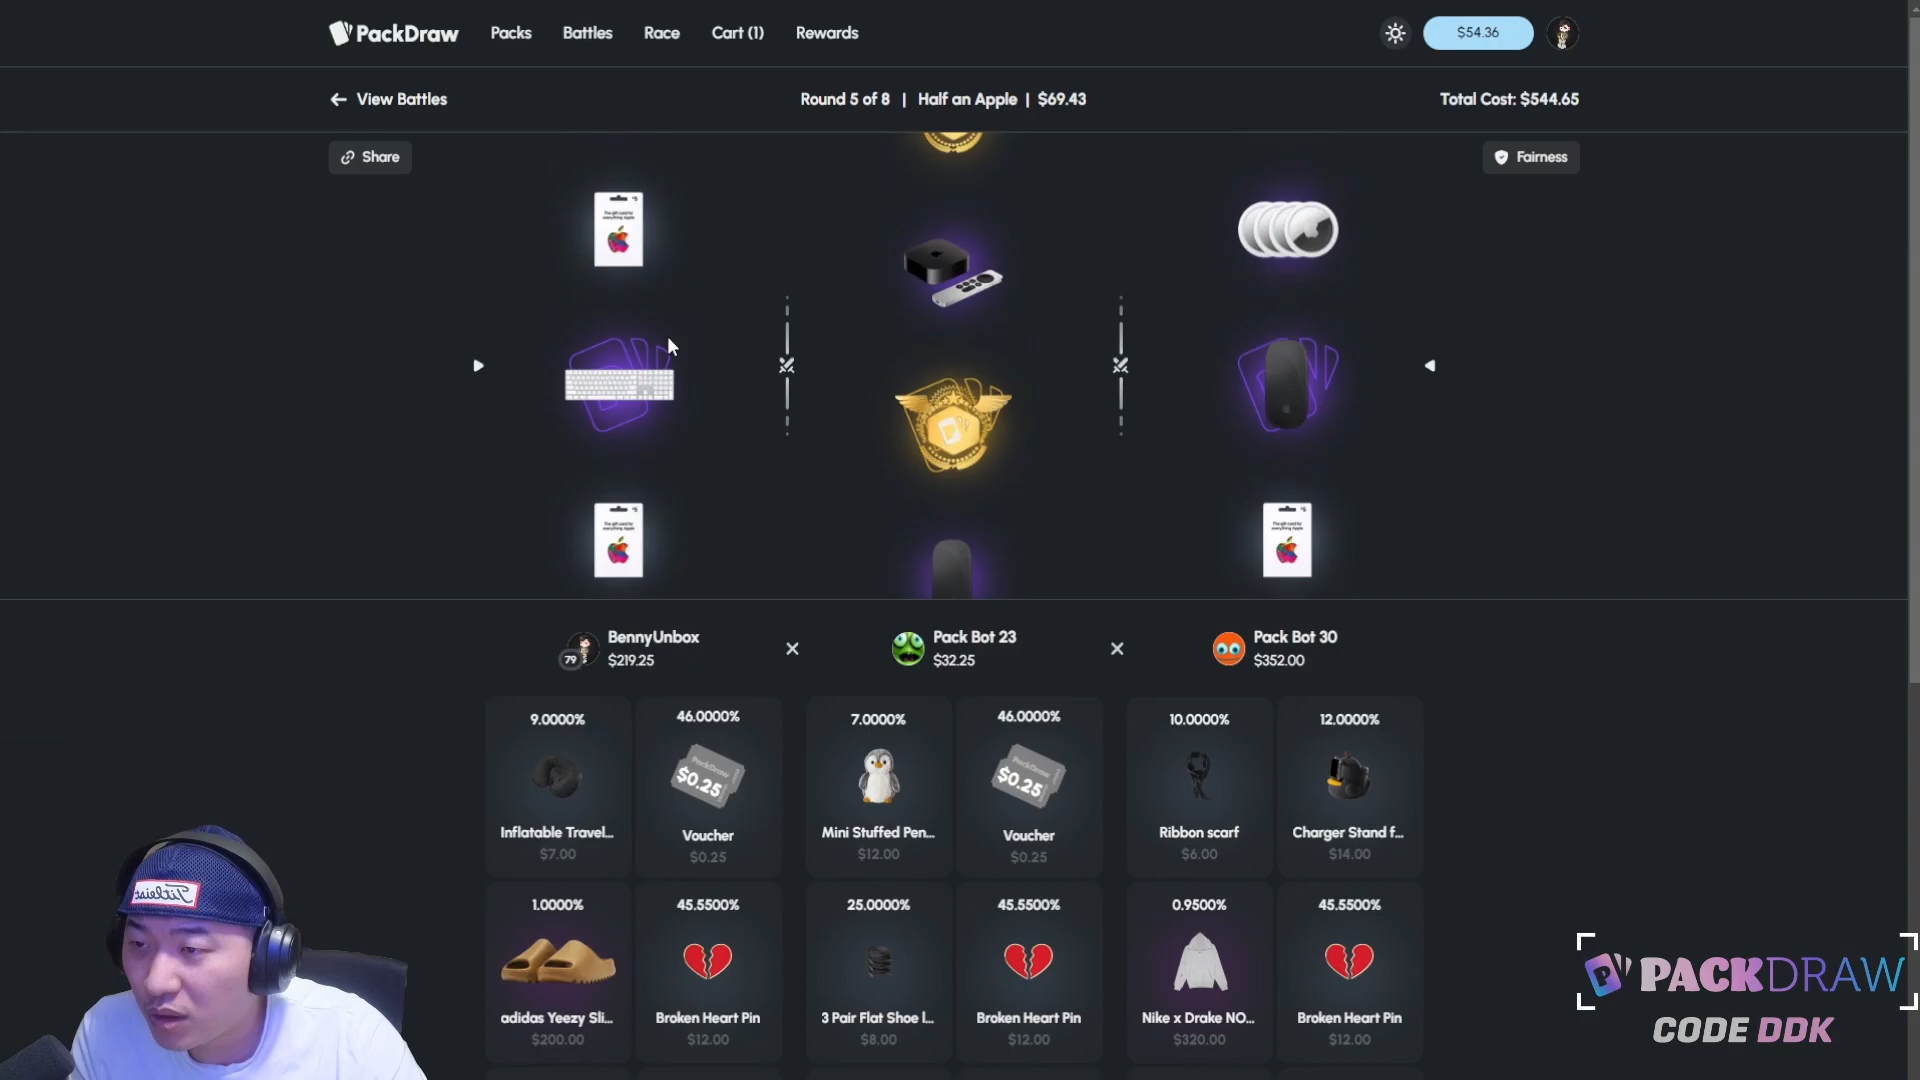 PackDraw
Packs
Battles
Race
Cart (1)
Rewards
$54.36
View Battles
Round 5 of 8 | Half an Apple | $69.43
Total Cost: $544.65
Share
Fairness
79
BennyUnbox
$219.25
Pack Bot 23
$32.25
Pack Bot 30
$352.00
9.0000%
Inflatable Travel...
$7.00
46.0000%
PackDraw
$0.25
Voucher
$0.25
7.0000%
Mini Stuffed Pen...
$12.00
46.0000%
PackDraw
$0.25
Voucher
$0.25
10.0000%
Ribbon scarf
$6.00
12.0000%
Charger Stand f...
$14.00
1.0000%
adidas Yeezy Sli...
$200.00
45.5500%
Broken Heart Pin
$12.00
25.0000%
3 Pair Flat Shoe l...
$8.00
45.5500%
Broken Heart Pin
$12.00
0.9500%
Nike x Drake NO...
$320.00
45.5500%
Broken Heart Pin
$12.00
Titleist
PACKDRAW
CODE DDK